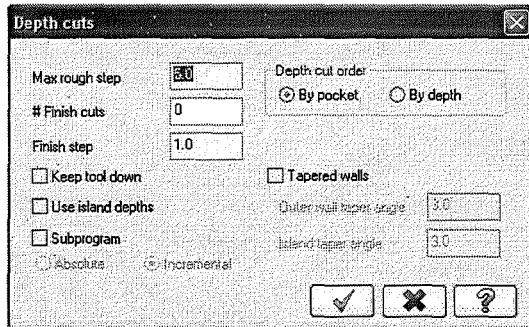 Depth cuts
Max rough step 5.0
# Finish cuts 0
Finish step 1.0
Depth cut order
By pocket By depth
Keep tool down
Use island depths
Subprogram
Absolute Incremental
Tapered walls
Outer wall taper angle 3.0
Island taper angle 3.0